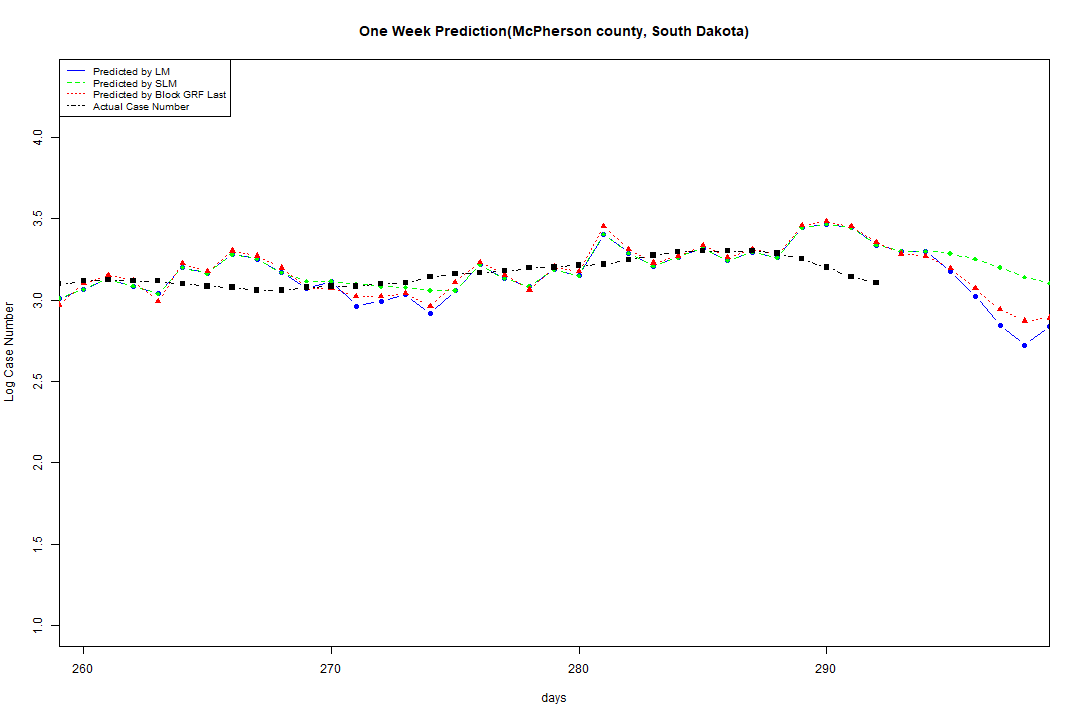 One Week Prediction(McPherson county, South Dakota)
Predicted by LM
Predicted by SLM
Predicted by Block GRF Last
Actual Case Number
4.0
3.5
3.0
2.5
2.0
1.5
1.0
Log Case Number
260
270
280
290
days